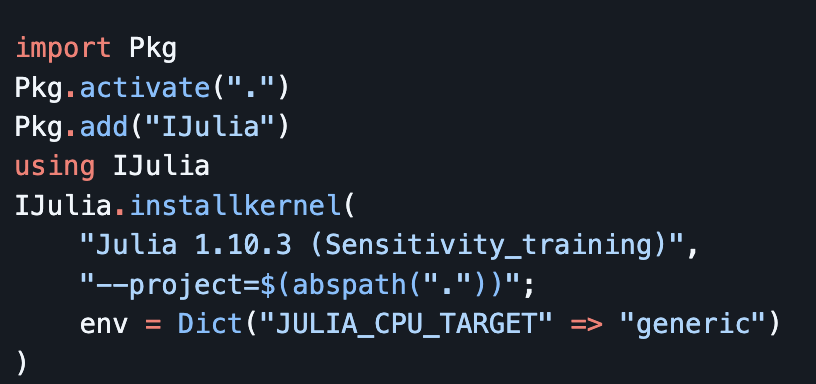 import Pkg
Pkg.activate(".")
Pkg.add("IJulia")
using IJulia
IJulia.installkernel(
    "Julia 1.10.3 (Sensitivity_training)",
    "--project=$(abspath("."))";
    env = Dict("JULIA_CPU_TARGET" => "generic")
)